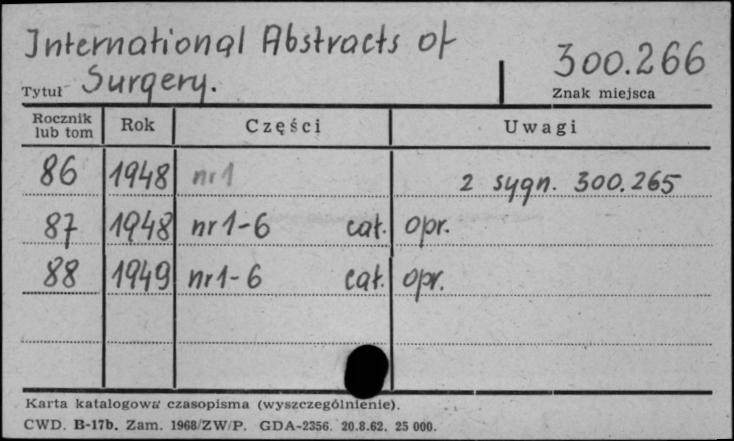 International Abstracts of
Tytuł Surgery.
300.266
Znak miejsca
Rocznik lub tom Rok Części Uwagi
86 1948 nr 1 2 sygn. 300.265
87 1948 nr 1-6 cał. opr.
88 1949 nr 1-6 cał. opr.
Karta katalogowa czasopisma (wyszczególnienie).
CWD. B-17b. Zam. 1968/ZW/P. GDA-2356. 20.8.62. 25 000.